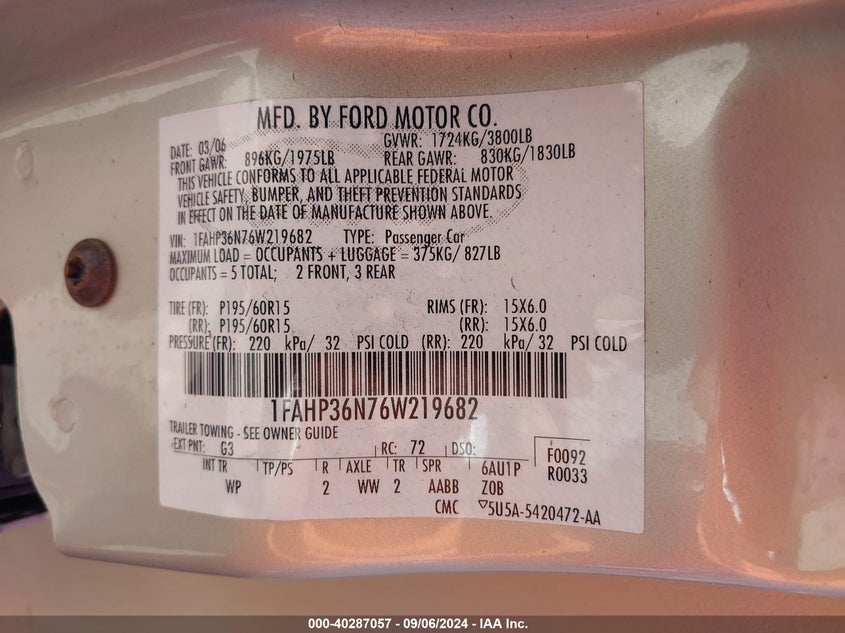 MFD. BY FORD MOTOR CO.
DATE: 03/06 GVWR: 1724KG/3800LB
FRONT GAWR: 896KG/1975LB REAR GAWR: 830KG/1830LB
THIS VEHICLE CONFORMS TO ALL APPLICABLE FEDERAL MOTOR
VEHICLE SAFETY, BUMPER, AND THEFT PREVENTION STANDARDS
IN EFFECT ON THE DATE OF MANUFACTURE SHOWN ABOVE.
VIN: 1FAHP36N76W219682 TYPE: Passenger Car
MAXIMUM LOAD = OCCUPANTS + LUGGAGE = 375KG/ 827LB
OCCUPANTS = 5 TOTAL; 2 FRONT, 3 REAR
TIRE (FR): P195/60R15 RIMS (FR): 15X6.0
(RR): P195/60R15 (RR): 15X6.0
PRESSURE (FR): 220 kPa/ 32 PSI COLD (RR): 220 kPa/ 32 PSI COLD
1FAHP36N76W219682
TRAILER TOWING - SEE OWNER GUIDE
EXT PNT: G3 RC: 72 DSO: F0092
INT TR TP/PS R AXLE TR SPR 6AU1P R0033
WP 2 WW 2 AABB ZOB
CMC ▽5U5A-5420472-AA
000-40287057 - 09/06/2024 - IAA Inc.